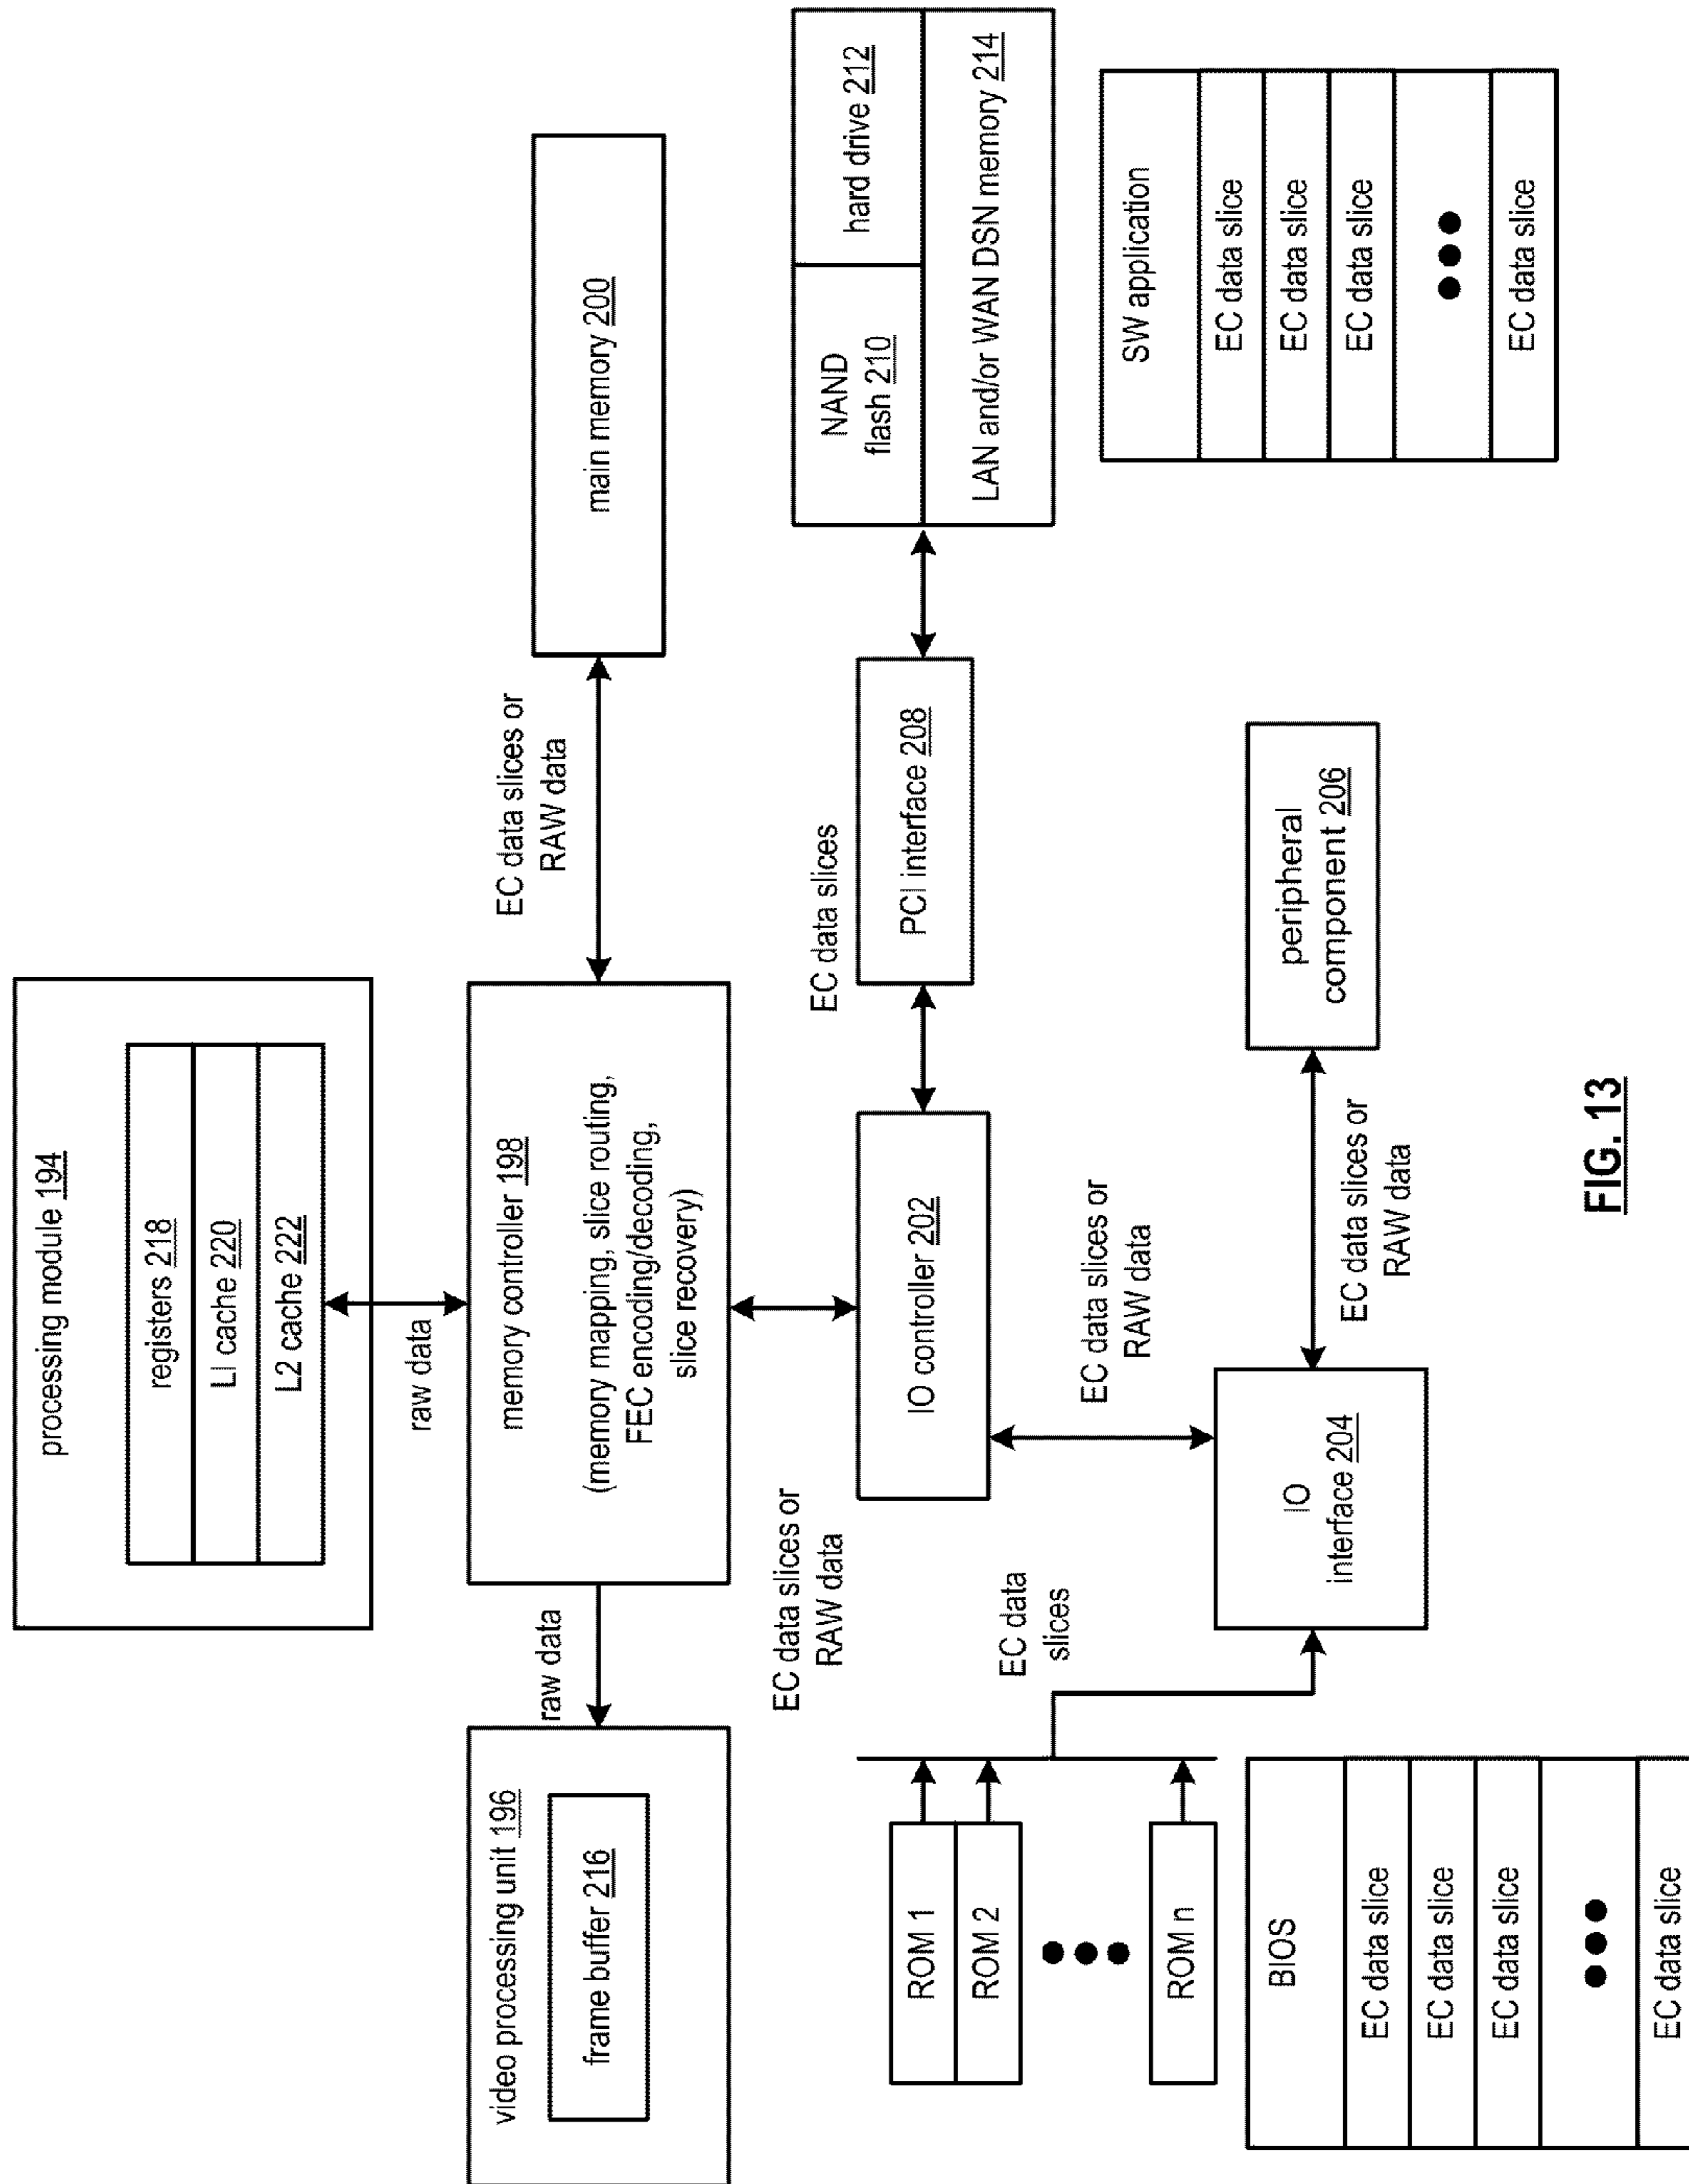 processing module 194
registers 218
LI cache 220
L2 cache 222
raw data
video processing unit 196
frame buffer 216
raw data
memory controller 198
(memory mapping, slice routing,
FEC encoding/decoding,
slice recovery)
EC data slices or
RAW data
main memory 200
EC data slices or
RAW data
EC data slices
IO controller 202
PCI interface 208
NAND
flash 210
hard drive 212
LAN and/or WAN DSN memory 214
ROM 1
ROM 2
ROM n
EC data
slices
EC data slices or
RAW data
IO
interface 204
EC data slices or
RAW data
peripheral
component 206
SW application
EC data slice
EC data slice
EC data slice
EC data slice
BIOS
EC data slice
EC data slice
EC data slice
EC data slice
FIG. 13